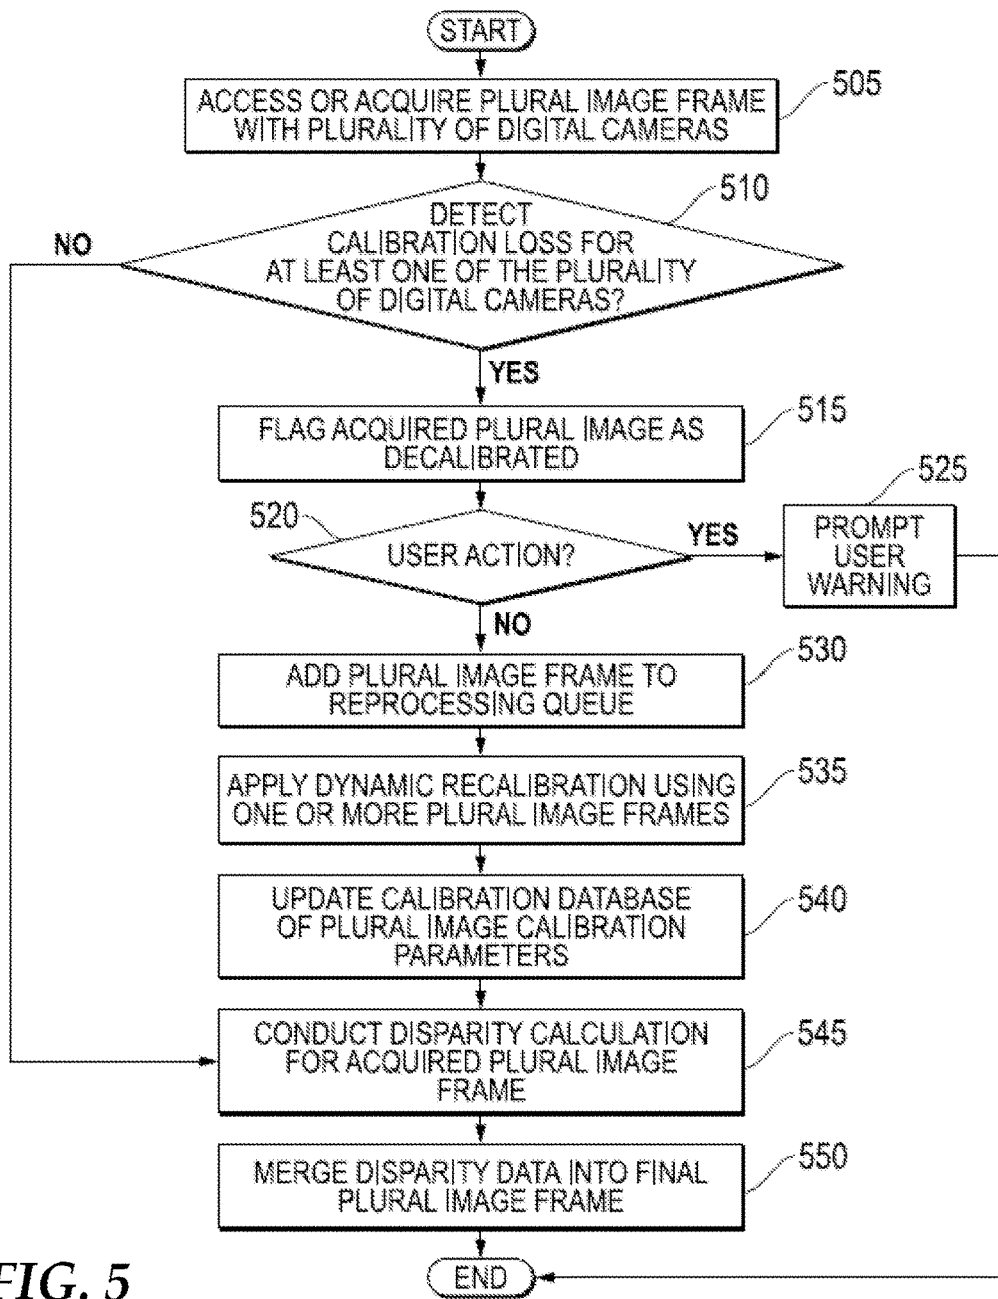 START
ACCESS OR ACQUIRE PLURAL IMAGE FRAME
WITH PLURALITY OF DIGITAL CAMERAS
505
DETECT
CALIBRATION LOSS FOR
AT LEAST ONE OF THE PLURALITY
OF DIGITAL CAMERAS?
510
NO
YES
FLAG ACQUIRED PLURAL IMAGE AS
DECALIBRATED
515
520
USER ACTION?
YES
525
PROMPT
USER
WARNING
NO
ADD PLURAL IMAGE FRAME TO
REPROCESSING QUEUE
530
APPLY DYNAMIC RECALIBRATION USING
ONE OR MORE PLURAL IMAGE FRAMES
535
UPDATE CALIBRATION DATABASE
OF PLURAL IMAGE CALIBRATION
PARAMETERS
540
CONDUCT DISPARITY CALCULATION
FOR ACQUIRED PLURAL IMAGE
FRAME
545
MERGE DISPARITY DATA INTO FINAL
PLURAL IMAGE FRAME
550
END
FIG. 5